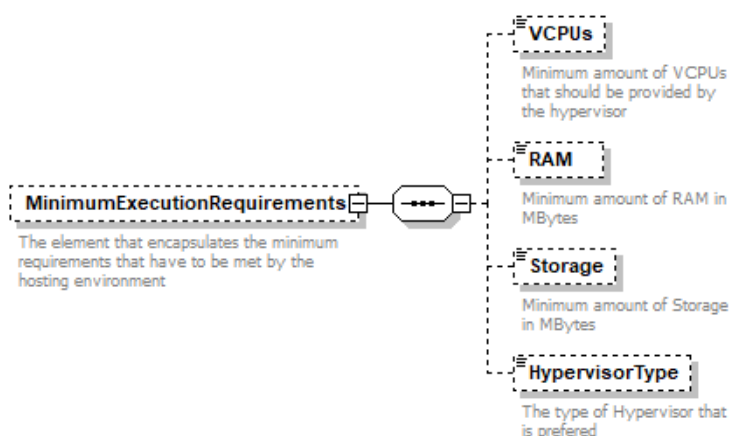 VCPUs
Minimum amount of VCPUs
that should be provided by
the hypervisor
RAM
Minimum amount of RAM in
MBytes
MinimumExecutionRequirements
The element that encapsulates the minimum
requirements that have to be met by the
hosting environment
Storage
Minimum amount of Storage
in MBytes
HypervisorType
The type of Hypervisor that
is prefered